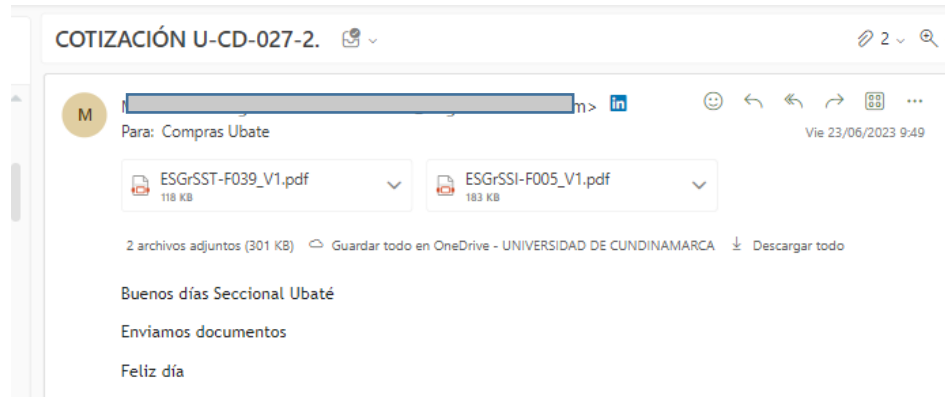 COTIZACIÓN U-CD-027-2.
2
M
m>
in
Para: Compras Ubate
Vie 23/06/2023 9:49
ESGrSST-F039_V1.pdf
118 KB
ESGrSSI-F005_V1.pdf
183 KB
2 archivos adjuntos (301 KB) Guardar todo en OneDrive - UNIVERSIDAD DE CUNDINAMARCA Descargar todo
Buenos días Seccional Ubaté
Enviamos documentos
Feliz día